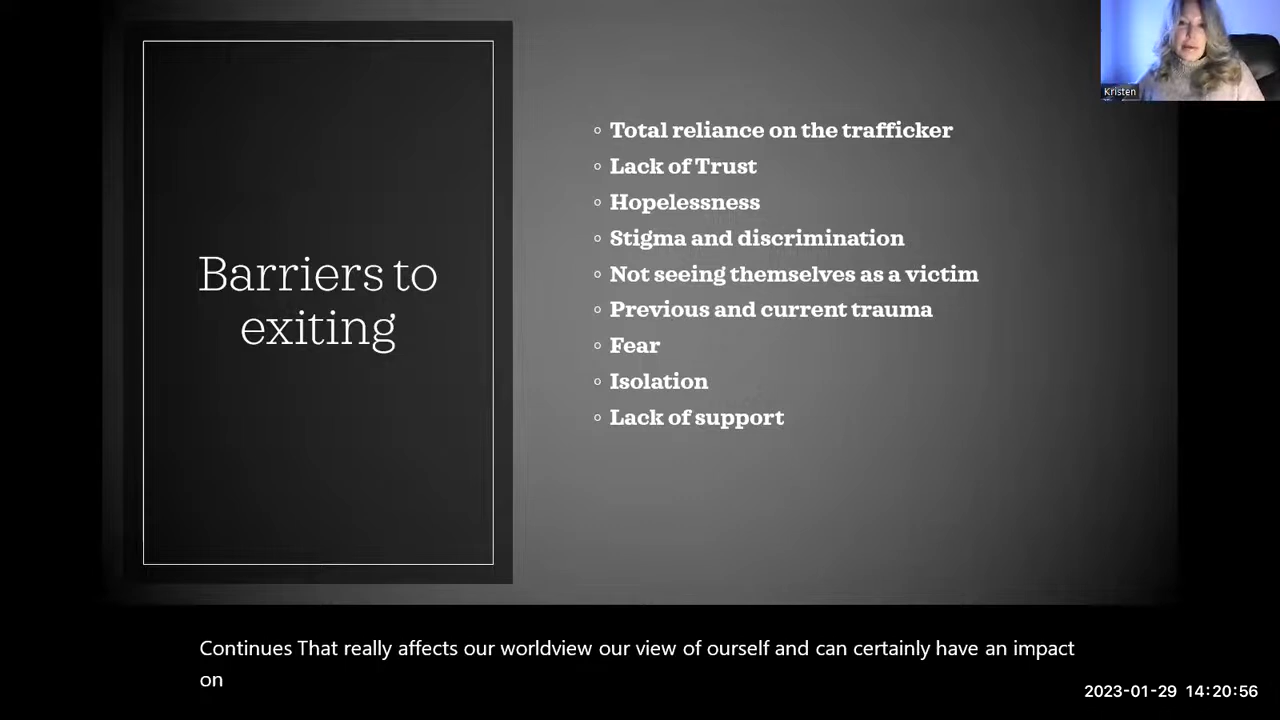 Barriers to
exiting
◦ Total reliance on the trafficker
◦ Lack of Trust
◦ Hopelessness
◦ Stigma and discrimination
◦ Not seeing themselves as a victim
◦ Previous and current trauma
◦ Fear
◦ Isolation
◦ Lack of support
Kristen
Continues That really affects our worldview our view of ourself and can certainly have an impact
on
2023-01-29 14:20:56